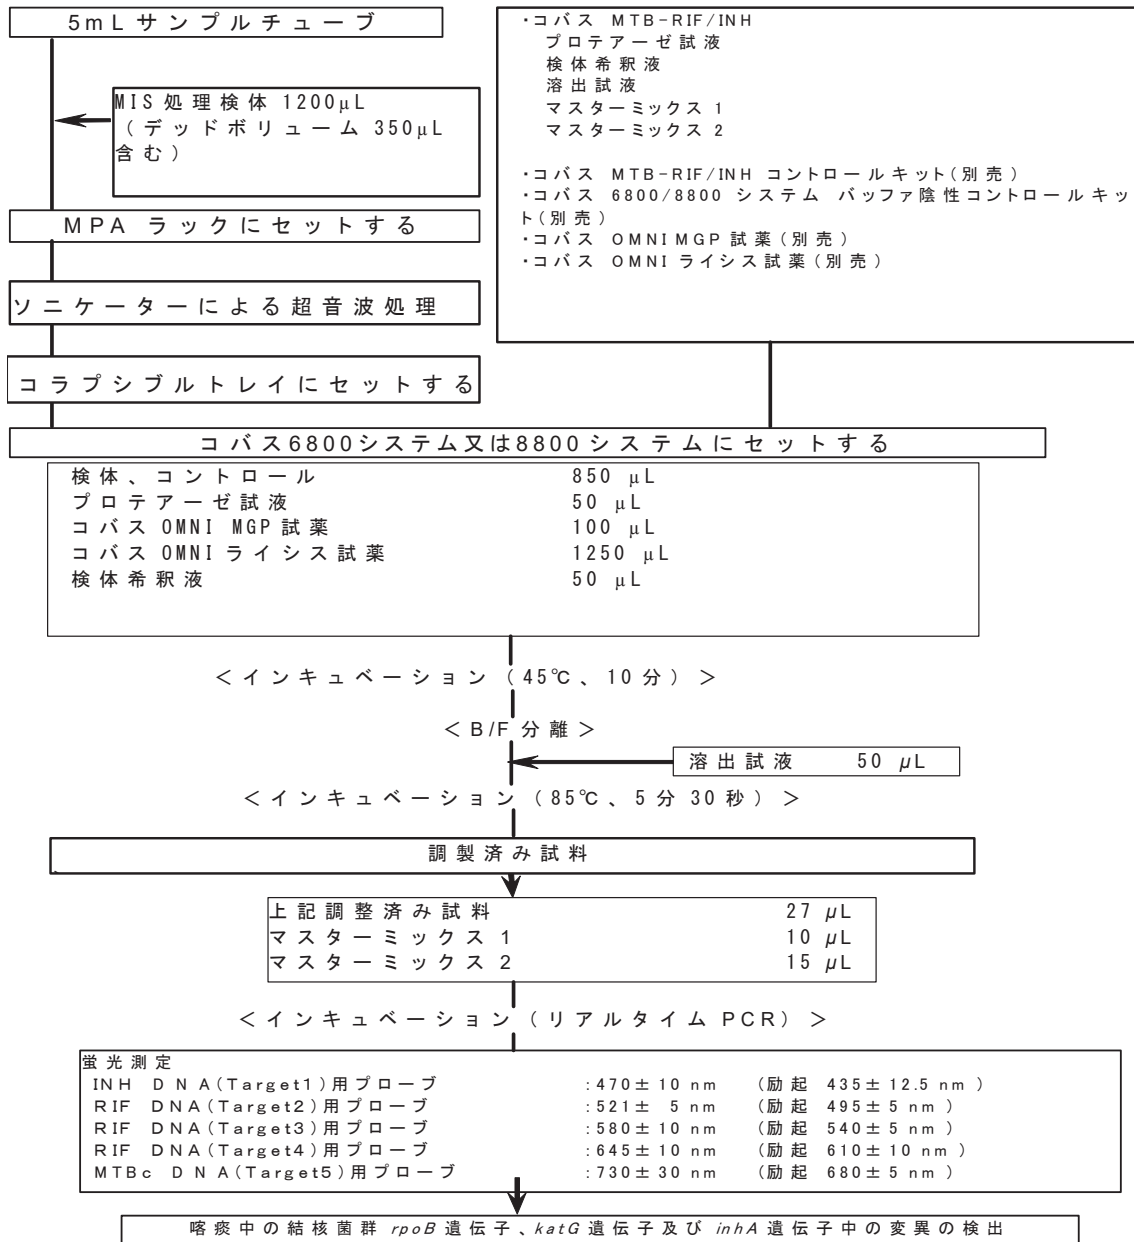 5mL サンプルチューブ
MIS 処理検体 1200μL
(デッドボリューム 350μL
含む)
MPA ラックにセットする
ソニケーターによる超音波処理
コラプシブルトレイにセットする
・コバス MTB-RIF/INH
プロテアーゼ試液
検体希釈液
溶出試液
マスターミックス 1
マスターミックス 2
・コバス MTB-RIF/INH コントロールキット(別売)
・コバス 6800/8800 システム バッファ陰性コントロールキッ
ト(別売)
・コバス OMNI MGP 試薬(別売)
・コバス OMNI ライシス試薬(別売)
コバス6800システム又は8800システムにセットする
検体、コントロール 850 μL
プロテアーゼ試液 50 μL
コバス OMNI MGP 試薬 100 μL
コバス OMNI ライシス試薬 1250 μL
検体希釈液 50 μL
<インキュベーション(45℃、10分)>
<B/F 分離>
溶出試液 50 μL
<インキュベーション(85℃、5分30秒)>
調製済み試料
上記調整済み試料 27 μL
マスターミックス 1 10 μL
マスターミックス 2 15 μL
<インキュベーション(リアルタイム PCR)>
蛍光測定
INH DNA(Target1)用プローブ :470±10 nm (励起 435±12.5 nm)
RIF DNA(Target2)用プローブ :521± 5 nm (励起 495±5 nm)
RIF DNA(Target3)用プローブ :580±10 nm (励起 540±5 nm)
RIF DNA(Target4)用プローブ :645±10 nm (励起 610±10 nm)
MTBc DNA(Target5)用プローブ :730±30 nm (励起 680±5 nm)
喀痰中の結核菌群 rpoB 遺伝子、katG 遺伝子及び inhA 遺伝子中の変異の検出